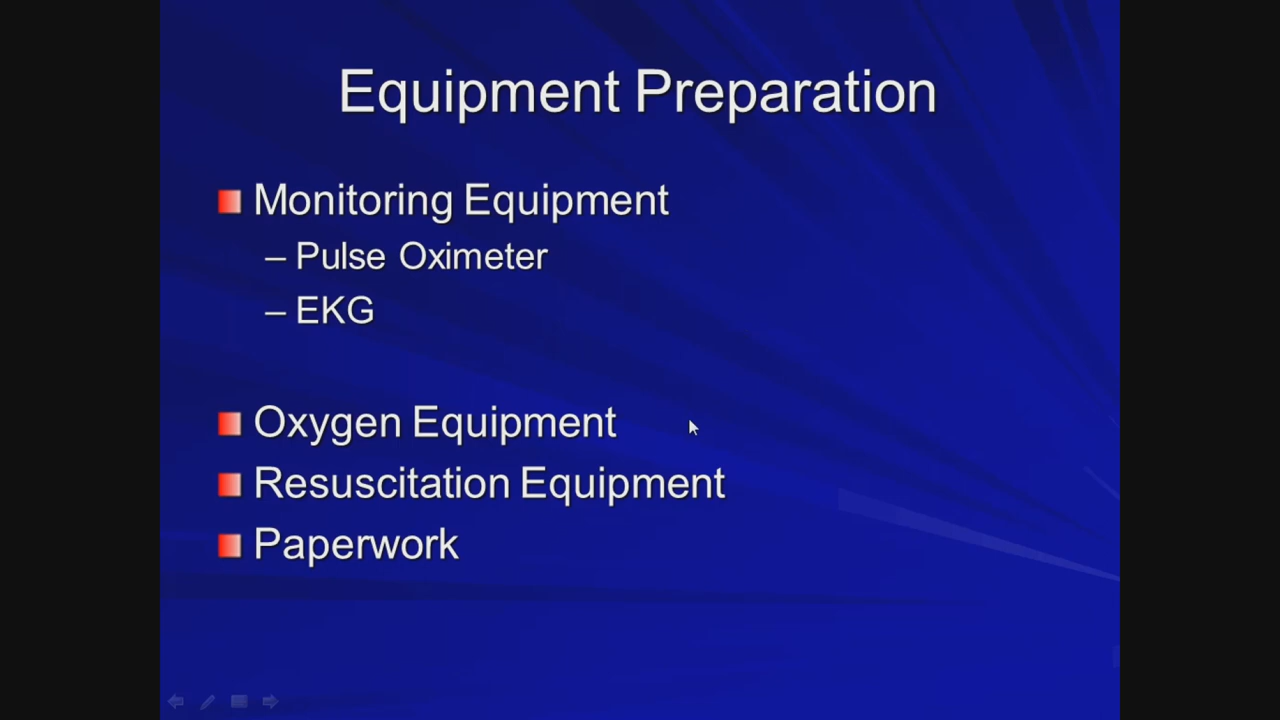 Equipment Preparation
Monitoring Equipment
– Pulse Oximeter
– EKG
Oxygen Equipment
Resuscitation Equipment
Paperwork